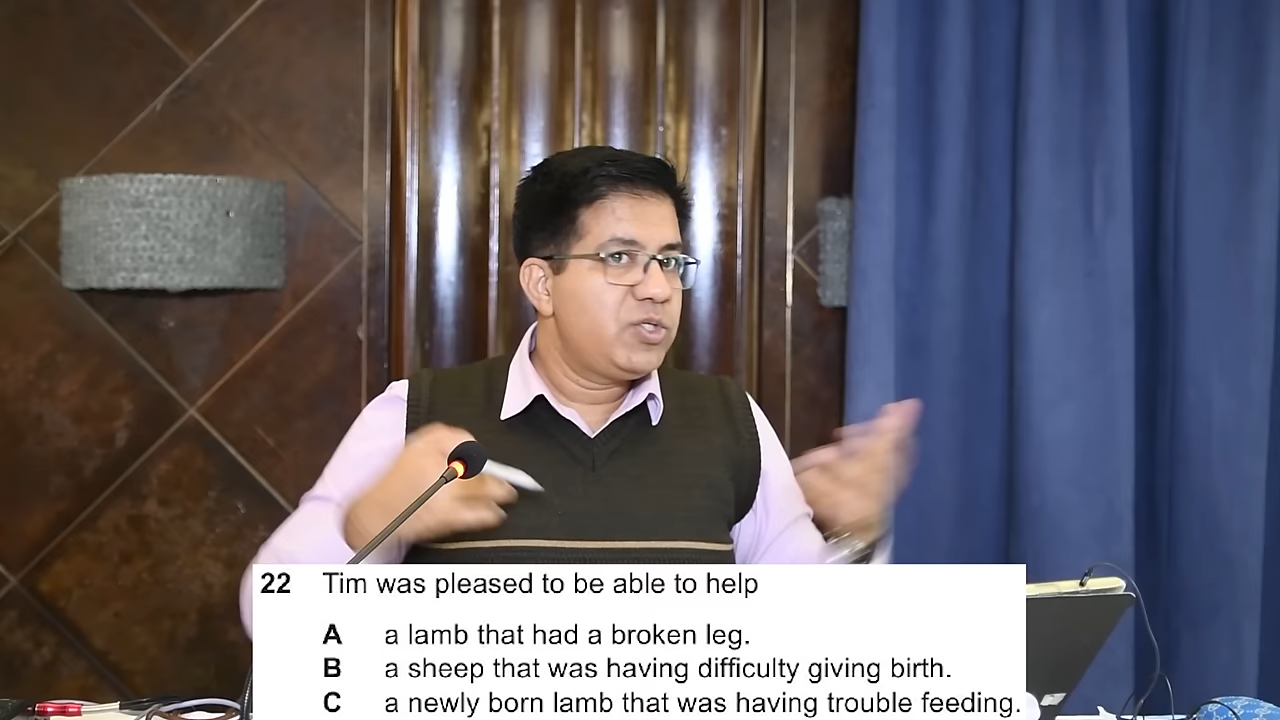 22 Tim was pleased to be able to help
A a lamb that had a broken leg.
B a sheep that was having difficulty giving birth.
C a newly born lamb that was having trouble feeding.